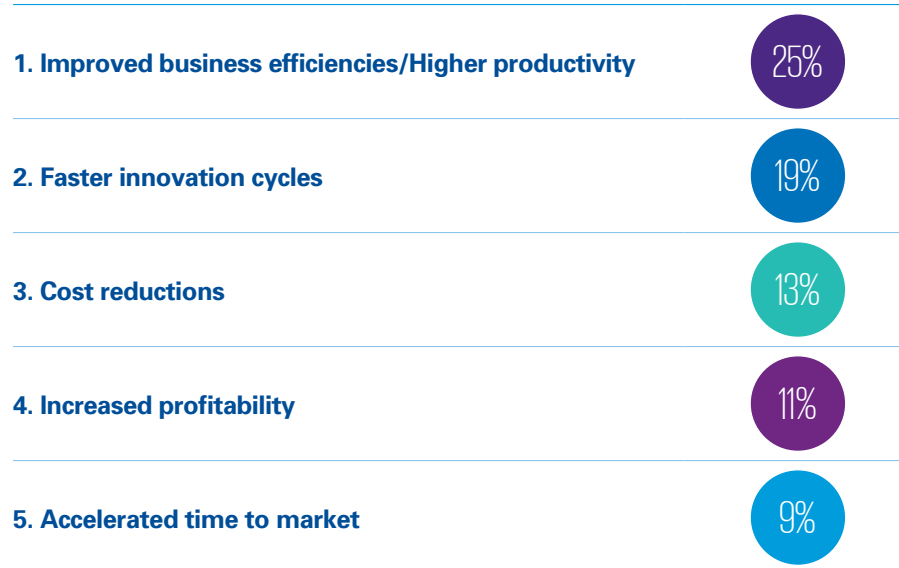 1. Improved business efficiencies/Higher productivity 25%
2. Faster innovation cycles 19%
3. Cost reductions 13%
4. Increased profitability 11%
5. Accelerated time to market 9%